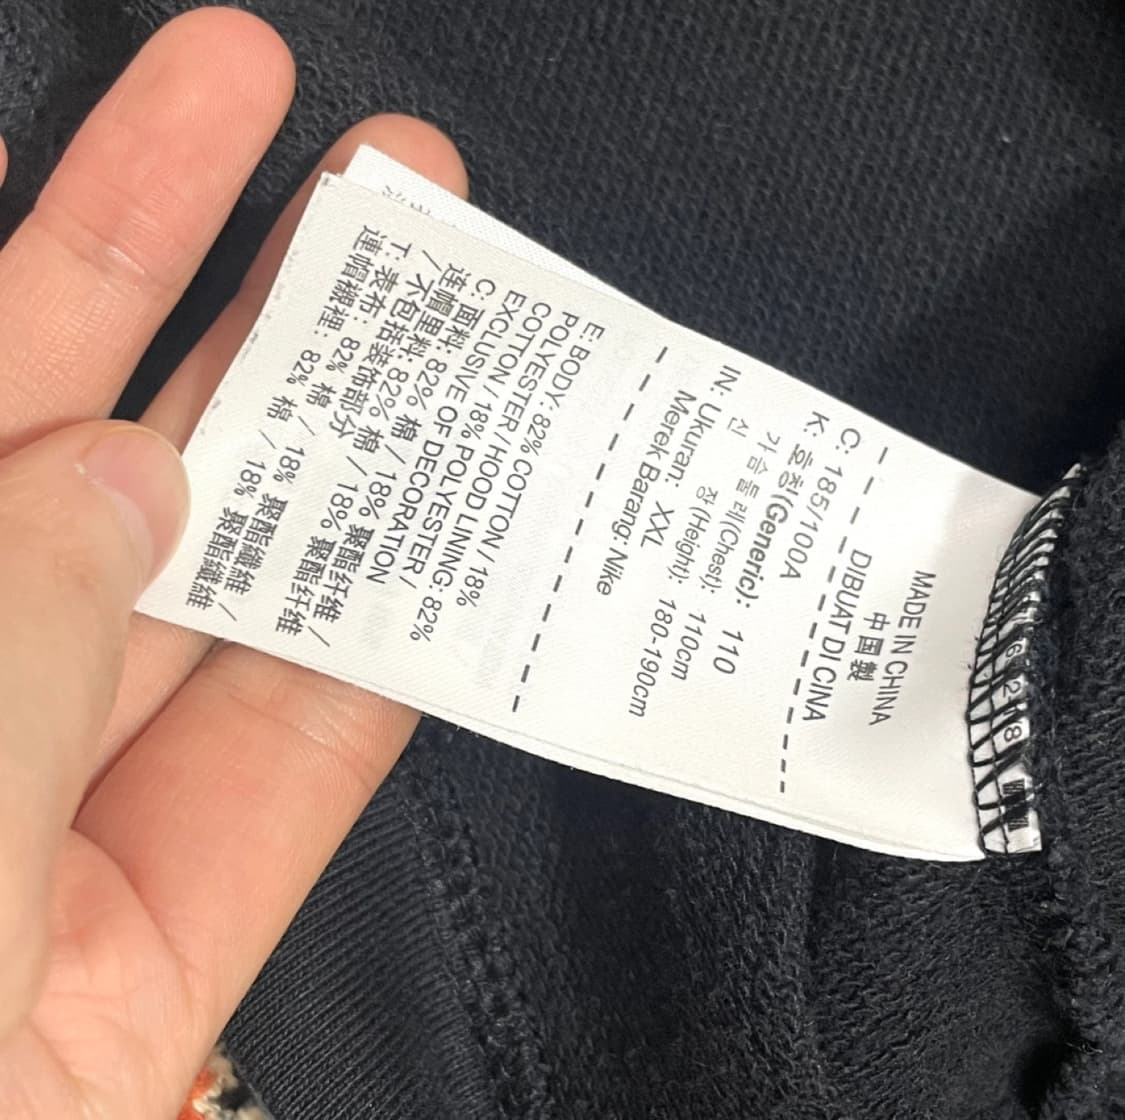 MADE IN CHINA
中国製
DIBUAT DI CINA
C: 185/100A
K: 호칭(Generic): 110
가슴둘레(Chest): 110cm
신 장(Height): 180-190cm
IN: Ukuran: XXL
Merek Barang: Nike
E: BODY: 82% COTTON / 18%
POLYESTER / HOOD LINING: 82%
COTTON / 18% POLYESTER /
EXCLUSIVE OF DECORATION
C: 面料: 82% 棉 / 18% 聚酯纤维 /
连帽里料: 82% 棉 / 18% 聚酯纤维
/ 不包括装饰部分
T: 表布: 82% 棉 / 18% 聚酯纖維 /
連帽襯裡: 82% 棉 / 18% 聚酯纖維 /